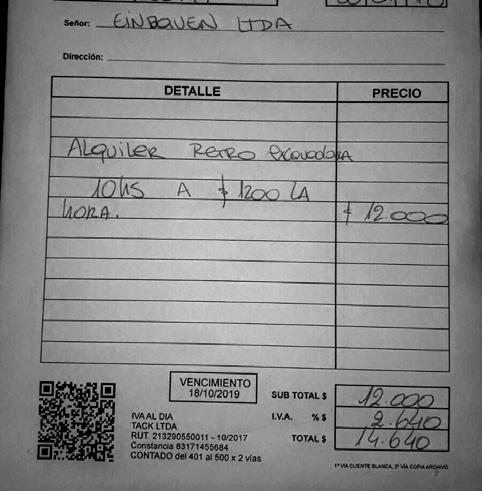 Señor: EINBOUEN LTDA
Dirección:
DETALLE PRECIO
ALquiLER RETRO excavadoRA
10hs A $ 1200 LA
hORA. $ 12.000
VENCIMIENTO
18/10/2019
SUB TOTAL $ 12.000
I.V.A. % $ 2.640
TOTAL $ 14.640
IVA AL DIA
TACK LTDA.
RUT. 213290550011 - 10/2017
Constancia 83171455684
CONTADO del 401 al 500 x 2 vías
1ª VÍA CLIENTE BLANCA, 2ª VÍA COPIA ARCHIVO